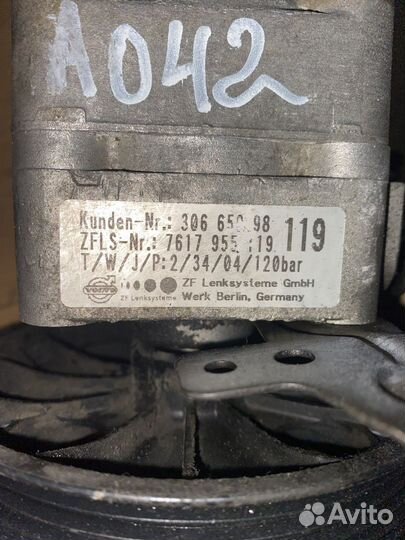 A042
Kunden-Nr.: 306 98
119
ZFLS-Nr.: 7617 955 119
T/W/J/P: 2/34/04/120bar
VOLVO
ZF Lenksysteme
ZF Lenksysteme GmbH
Werk Berlin, Germany
Avito